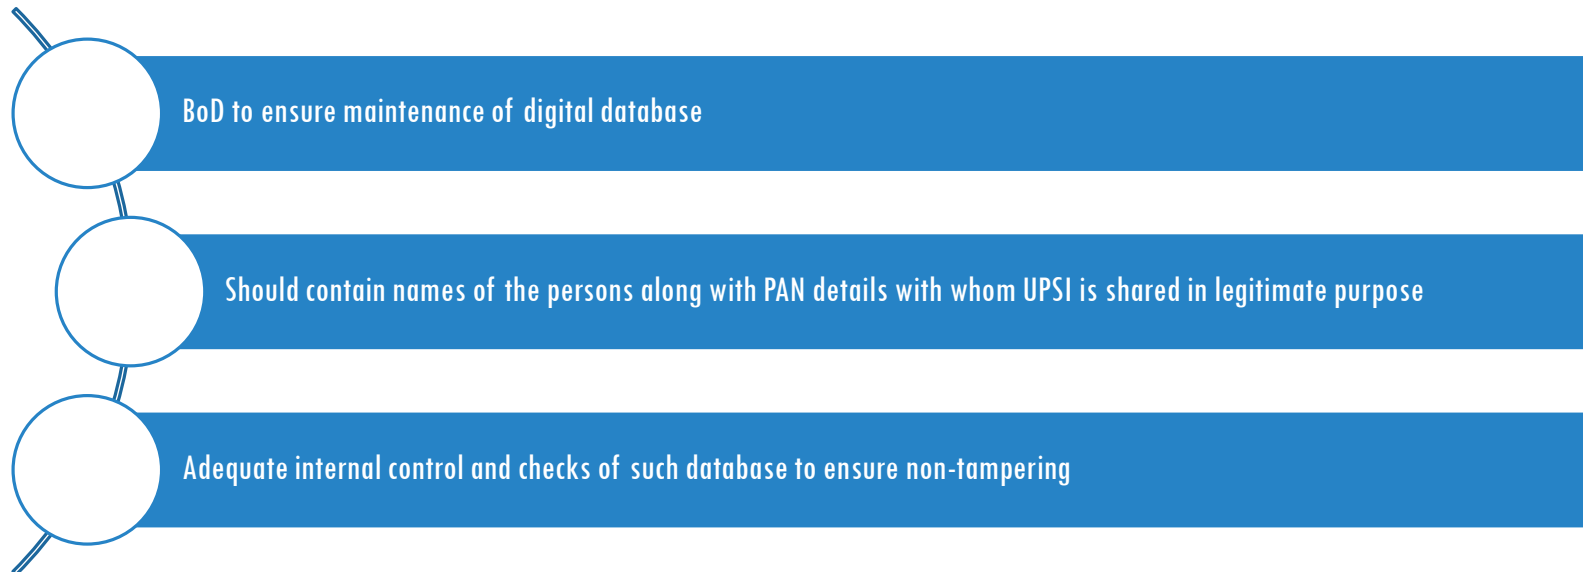 BoD to ensure maintenance of digital database
Should contain names of the persons along with PAN details with whom UPSI is shared in legitimate purpose
Adequate internal control and checks of such database to ensure non-tampering